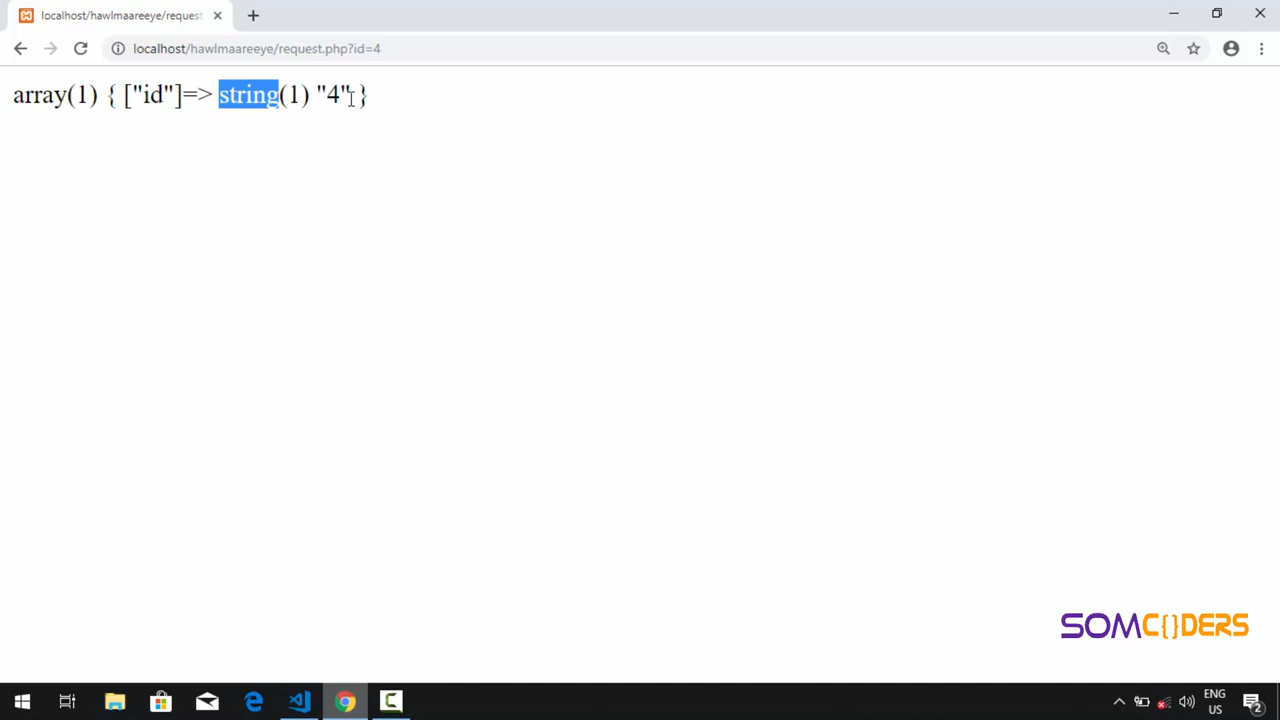 localhost/hawlmaareeye/request
localhost/hawlmaareeye/request.php?id=4
array(1) { ["id"]=> string(1) "4" }
SOMC{}DERS
ENG
US
2